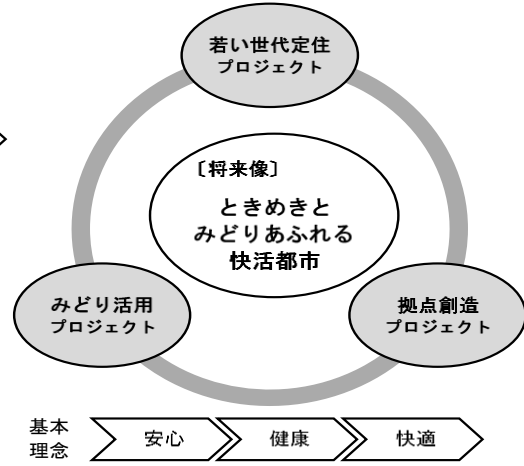 若い世代定住
プロジェクト
〔将来像〕
ときめきと
みどりあふれる
快活都市
みどり活用
プロジェクト
拠点創造
プロジェクト
基本
理念
安心
健康
快適